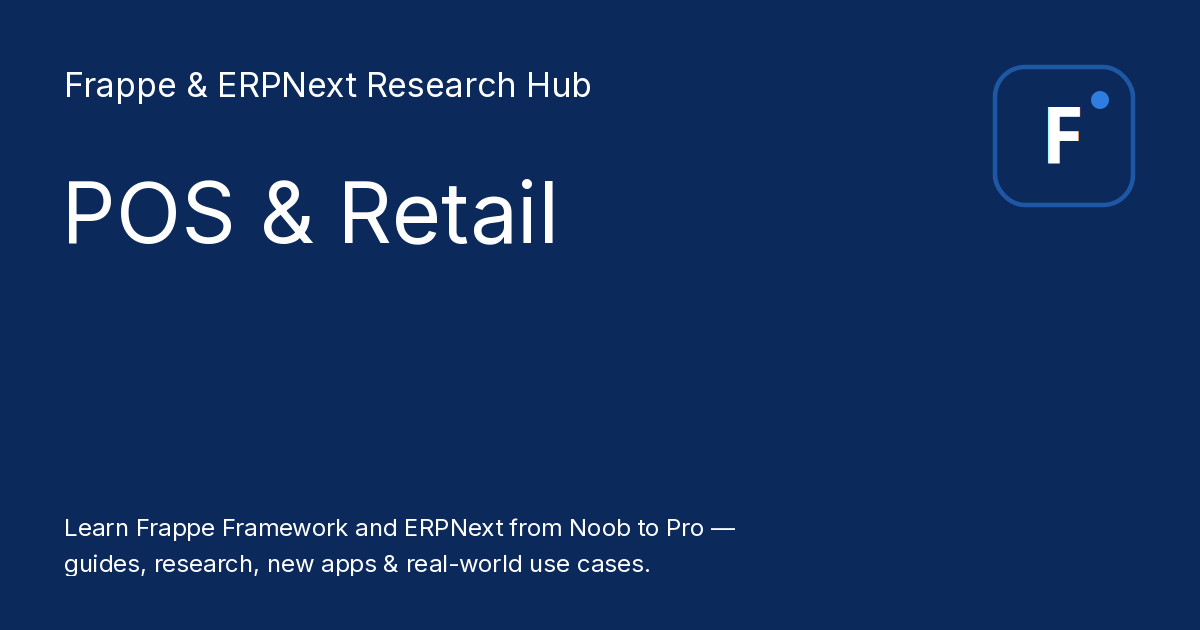 Frappe & ERPNext Research Hub
F
POS & Retail
Learn Frappe Framework and ERPNext from Noob to Pro —
guides, research, new apps & real-world use cases.